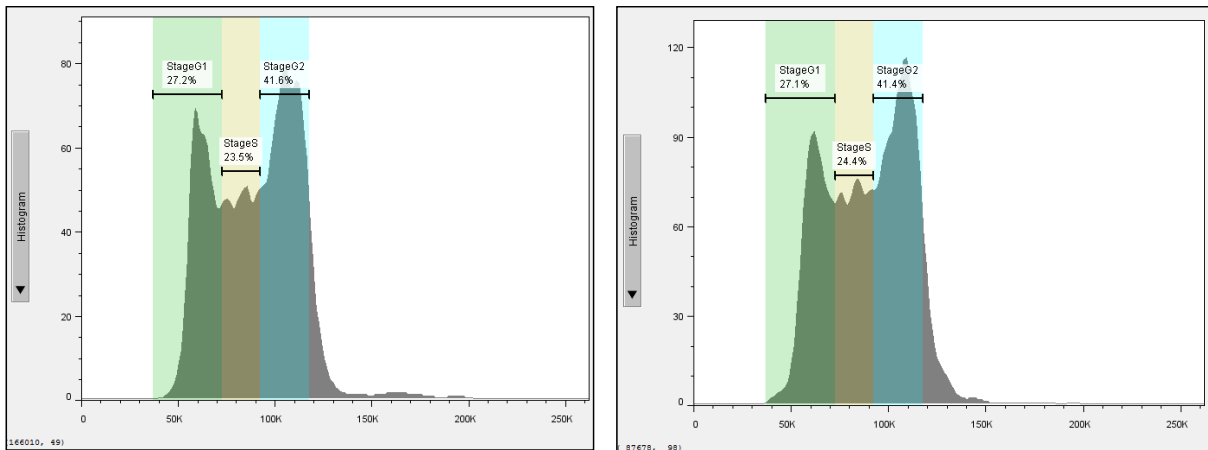 80
60
40
20
0
StageG1
27.2%
StageS
23.5%
StageG2
41.6%
Histogram
0 50K 100K 150K 200K 250K
(166010, 49)
120
90
60
30
0
StageG1
27.1%
StageS
24.4%
StageG2
41.4%
Histogram
0 50K 100K 150K 200K 250K
( 87678, 98)